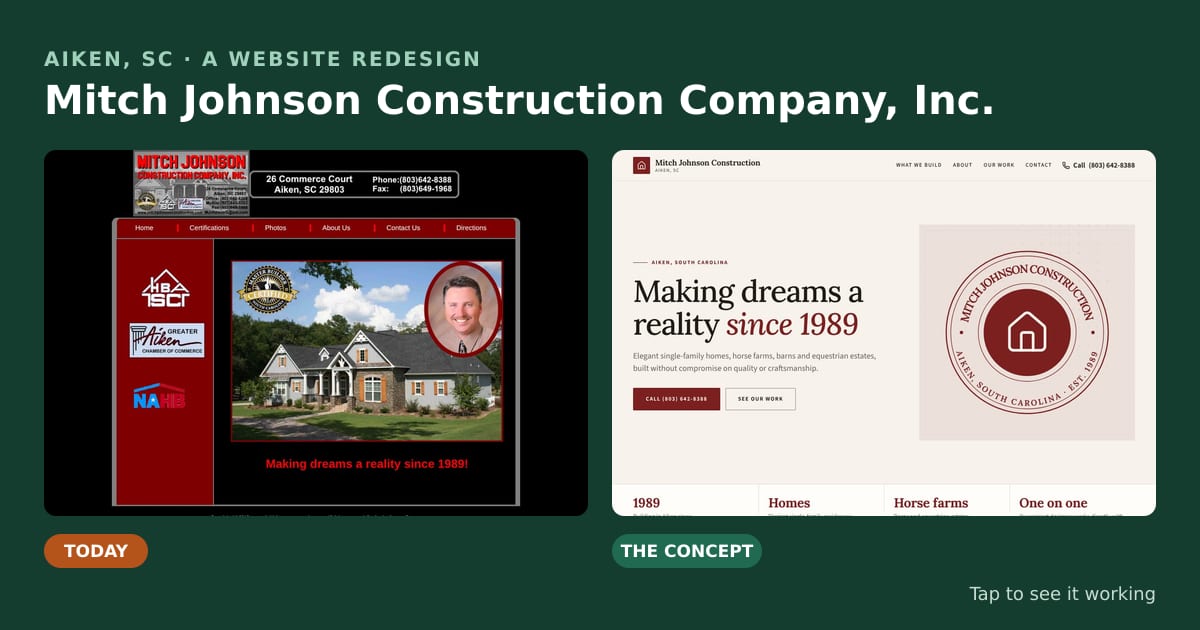 AIKEN, SC · A WEBSITE REDESIGN
Mitch Johnson Construction Company, Inc.
MITCH JOHNSON
CONSTRUCTION COMPANY, INC.
26 Commerce Court
Aiken, SC 29803
Phone:(803)642-8388
Fax: (803)649-1968
Home | Certifications | Photos | About Us | Contact Us | Directions
HBA
SCI
MASTER BUILDER
CERTIFIED
GREATER
Aiken
CHAMBER OF COMMERCE
NAHB
Making dreams a reality since 1989!
Mitch Johnson Construction
AIKEN, SC
WHAT WE BUILD ABOUT OUR WORK CONTACT Call (803) 642-8388
AIKEN, SOUTH CAROLINA
Making dreams a
reality since 1989
Elegant single-family homes, horse farms, barns and equestrian estates,
built without compromise on quality or craftsmanship.
CALL (803) 642-8388
SEE OUR WORK
MITCH JOHNSON CONSTRUCTION
AIKEN, SOUTH CAROLINA · EST. 1989
1989 Homes Horse farms One on one
TODAY
THE CONCEPT
Tap to see it working